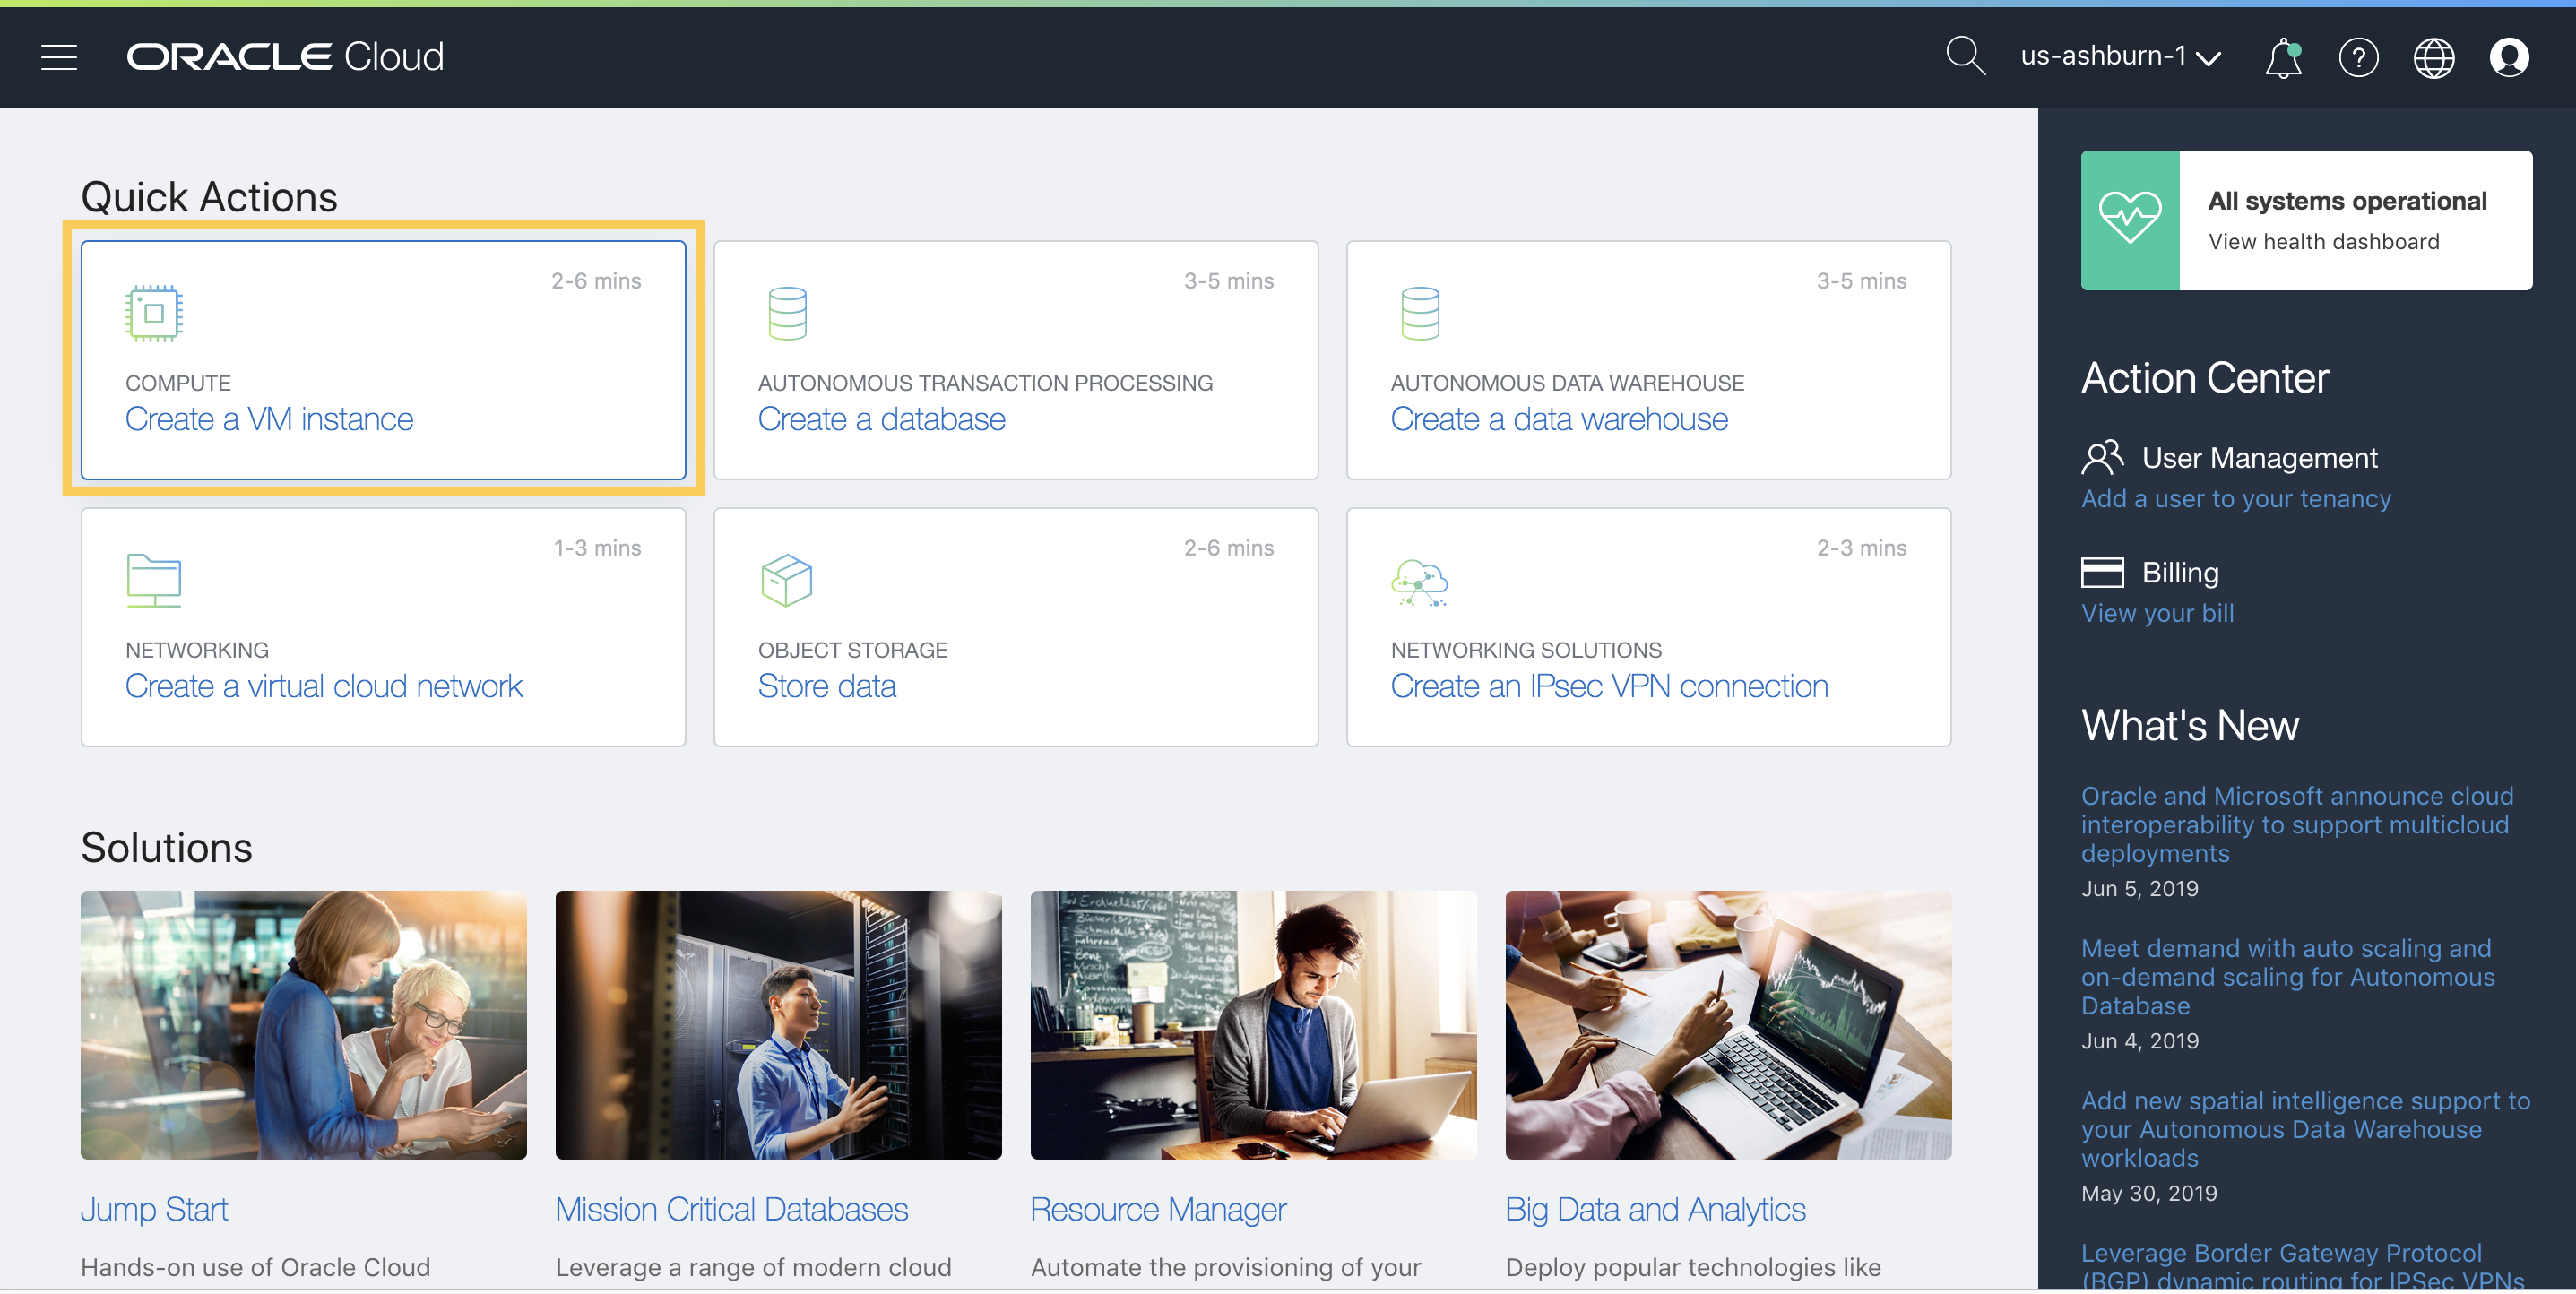 ORACLE Cloud
us-ashburn-1
Quick Actions
2-6 mins
COMPUTE
Create a VM instance
3-5 mins
AUTONOMOUS TRANSACTION PROCESSING
Create a database
3-5 mins
AUTONOMOUS DATA WAREHOUSE
Create a data warehouse
1-3 mins
NETWORKING
Create a virtual cloud network
2-6 mins
OBJECT STORAGE
Store data
2-3 mins
NETWORKING SOLUTIONS
Create an IPsec VPN connection
Solutions
Jump Start
Hands-on use of Oracle Cloud
Mission Critical Databases
Leverage a range of modern cloud
Resource Manager
Automate the provisioning of your
Big Data and Analytics
Deploy popular technologies like
All systems operational
View health dashboard
Action Center
User Management
Add a user to your tenancy
Billing
View your bill
What's New
Oracle and Microsoft announce cloud
interoperability to support multicloud
deployments
Jun 5, 2019
Meet demand with auto scaling and
on-demand scaling for Autonomous
Database
Jun 4, 2019
Add new spatial intelligence support to
your Autonomous Data Warehouse
workloads
May 30, 2019
Leverage Border Gateway Protocol
(BGP) dynamic routing for IPSec VPNs